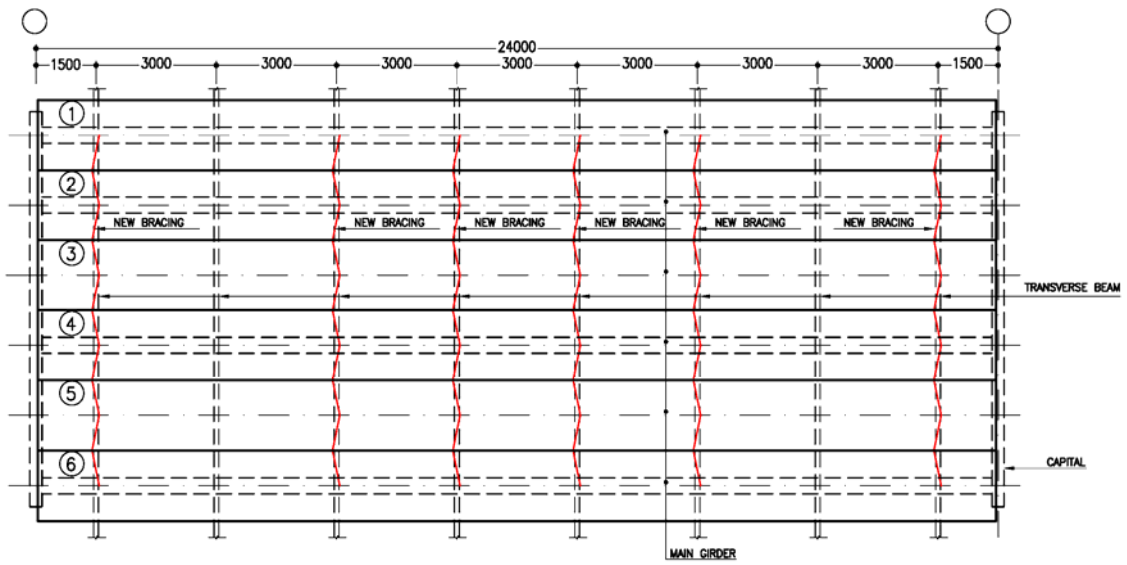 24000
1500 3000 3000 3000 3000 3000 3000 3000 1500
①
②
NEW BRACING NEW BRACING NEW BRACING NEW BRACING NEW BRACING NEW BRACING
③
TRANSVERSE BEAM
④
⑤
⑥
CAPITAL
MAIN GIRDER